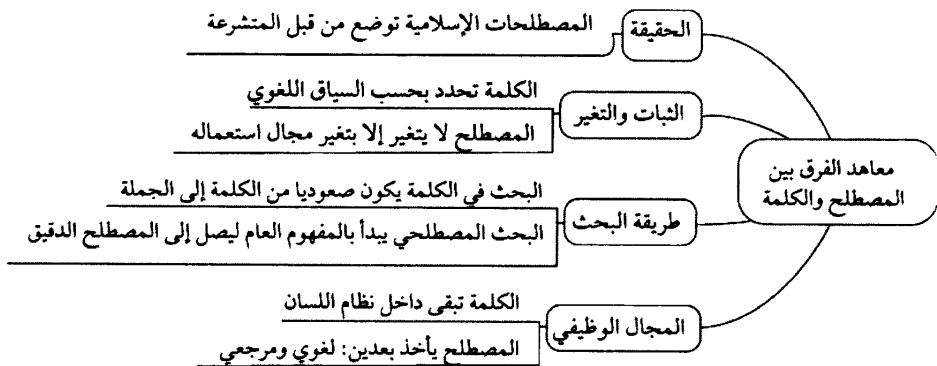 معاهد الفرق بين
المصطلح والكلمة
الحقيقة
المصطلحات الإسلامية توضع من قبل المتشرعة
الثبات والتغير
الكلمة تحدد بحسب السياق اللغوي
المصطلح لا يتغير إلا بتغير مجال استعماله
طريقة البحث
البحث في الكلمة يكون صعوديا من الكلمة إلى الجملة
البحث المصطلحي يبدأ بالمفهوم العام ليصل إلى المصطلح الدقيق
المجال الوظيفي
الكلمة تبقى داخل نظام اللسان
المصطلح يأخذ بعدين: لغوي ومرجعي